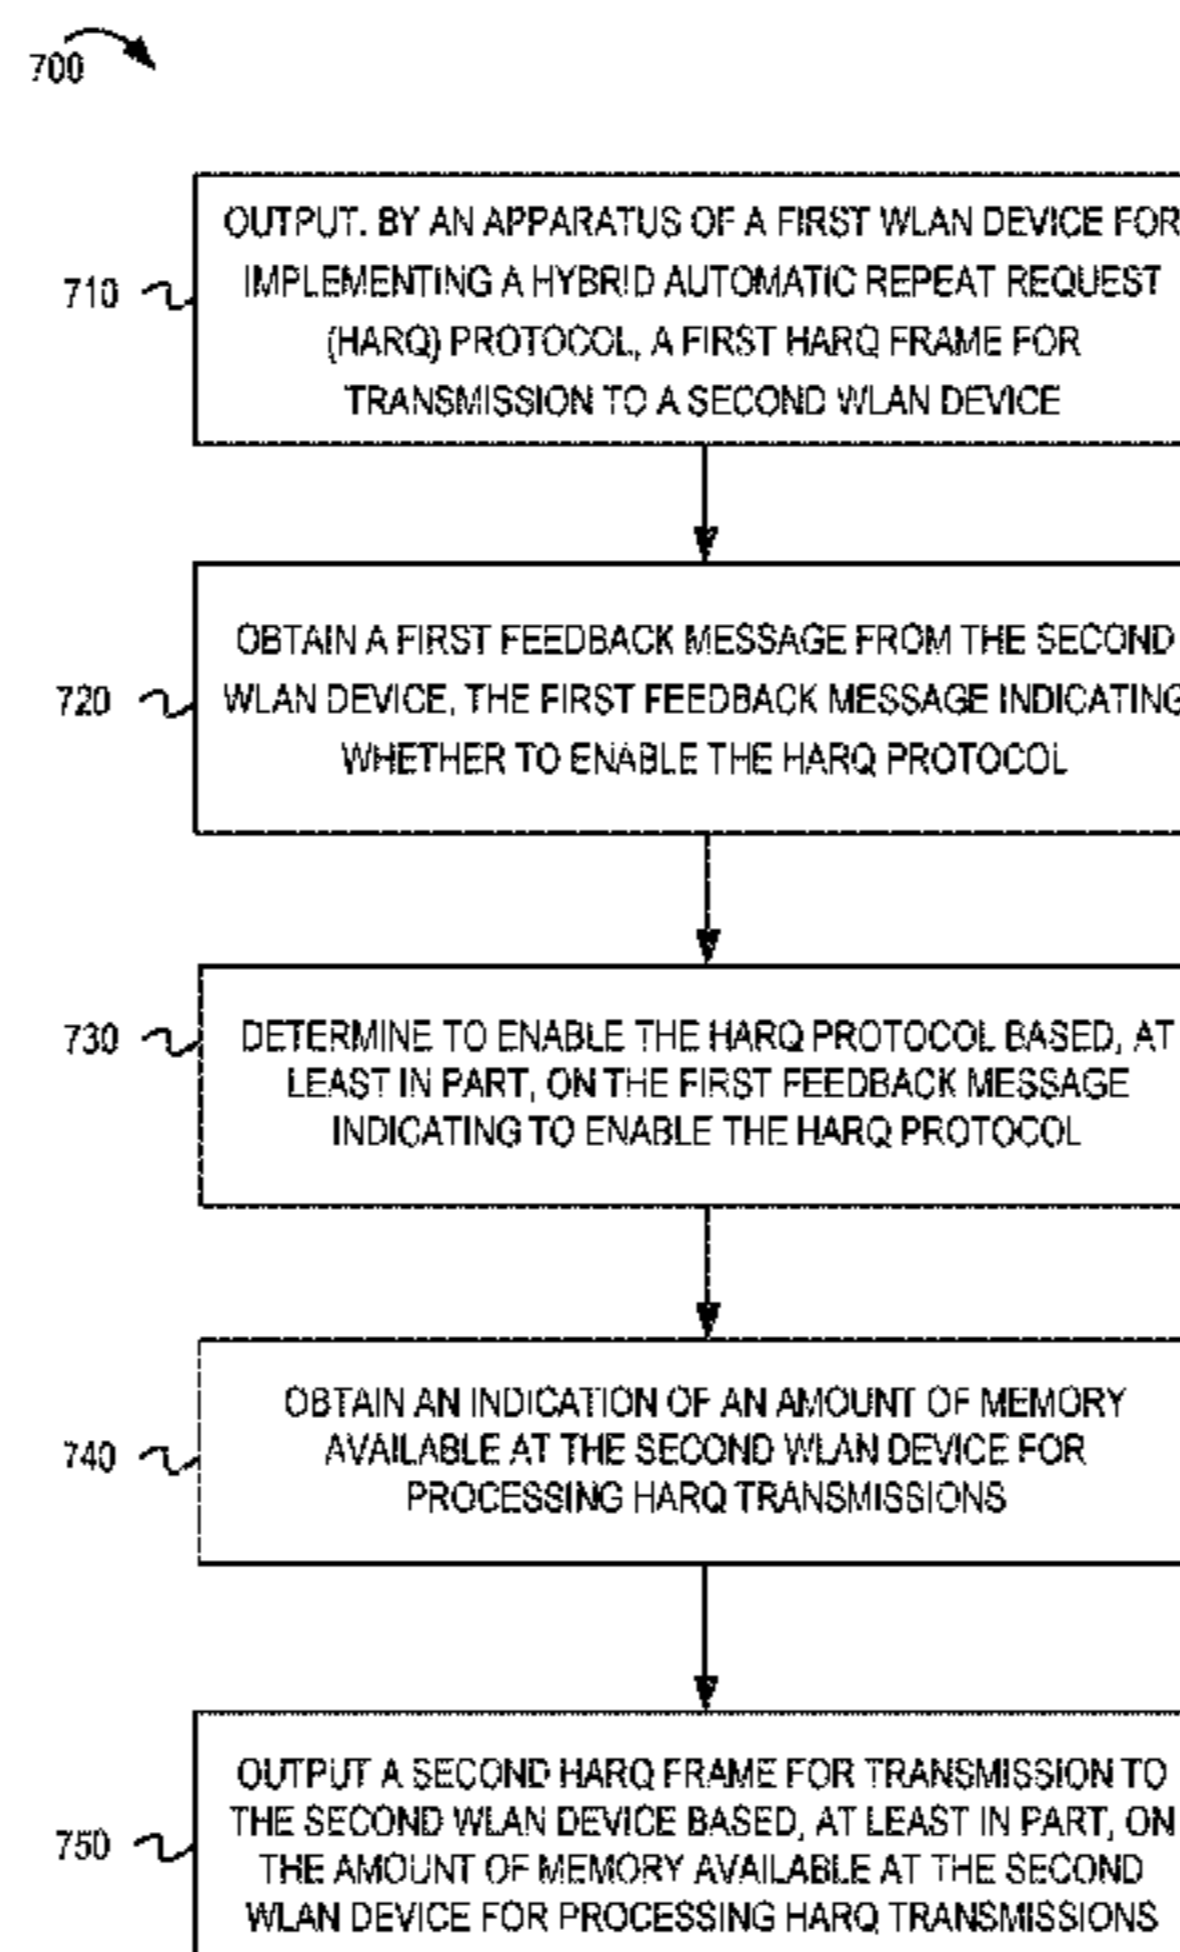 700
710
OUTPUT. BY AN APPARATUS OF A FIRST WLAN DEVICE FOR
IMPLEMENTING A HYBRID AUTOMATIC REPEAT REQUEST
(HARQ) PROTOCOL, A FIRST HARQ FRAME FOR
TRANSMISSION TO A SECOND WLAN DEVICE
720
OBTAIN A FIRST FEEDBACK MESSAGE FROM THE SECOND
WLAN DEVICE, THE FIRST FEEDBACK MESSAGE INDICATING
WHETHER TO ENABLE THE HARQ PROTOCOL
730
DETERMINE TO ENABLE THE HARQ PROTOCOL BASED, AT
LEAST IN PART, ON THE FIRST FEEDBACK MESSAGE
INDICATING TO ENABLE THE HARQ PROTOCOL
740
OBTAIN AN INDICATION OF AN AMOUNT OF MEMORY
AVAILABLE AT THE SECOND WLAN DEVICE FOR
PROCESSING HARQ TRANSMISSIONS
750
OUTPUT A SECOND HARQ FRAME FOR TRANSMISSION TO
THE SECOND WLAN DEVICE BASED, AT LEAST IN PART, ON
THE AMOUNT OF MEMORY AVAILABLE AT THE SECOND
WLAN DEVICE FOR PROCESSING HARQ TRANSMISSIONS